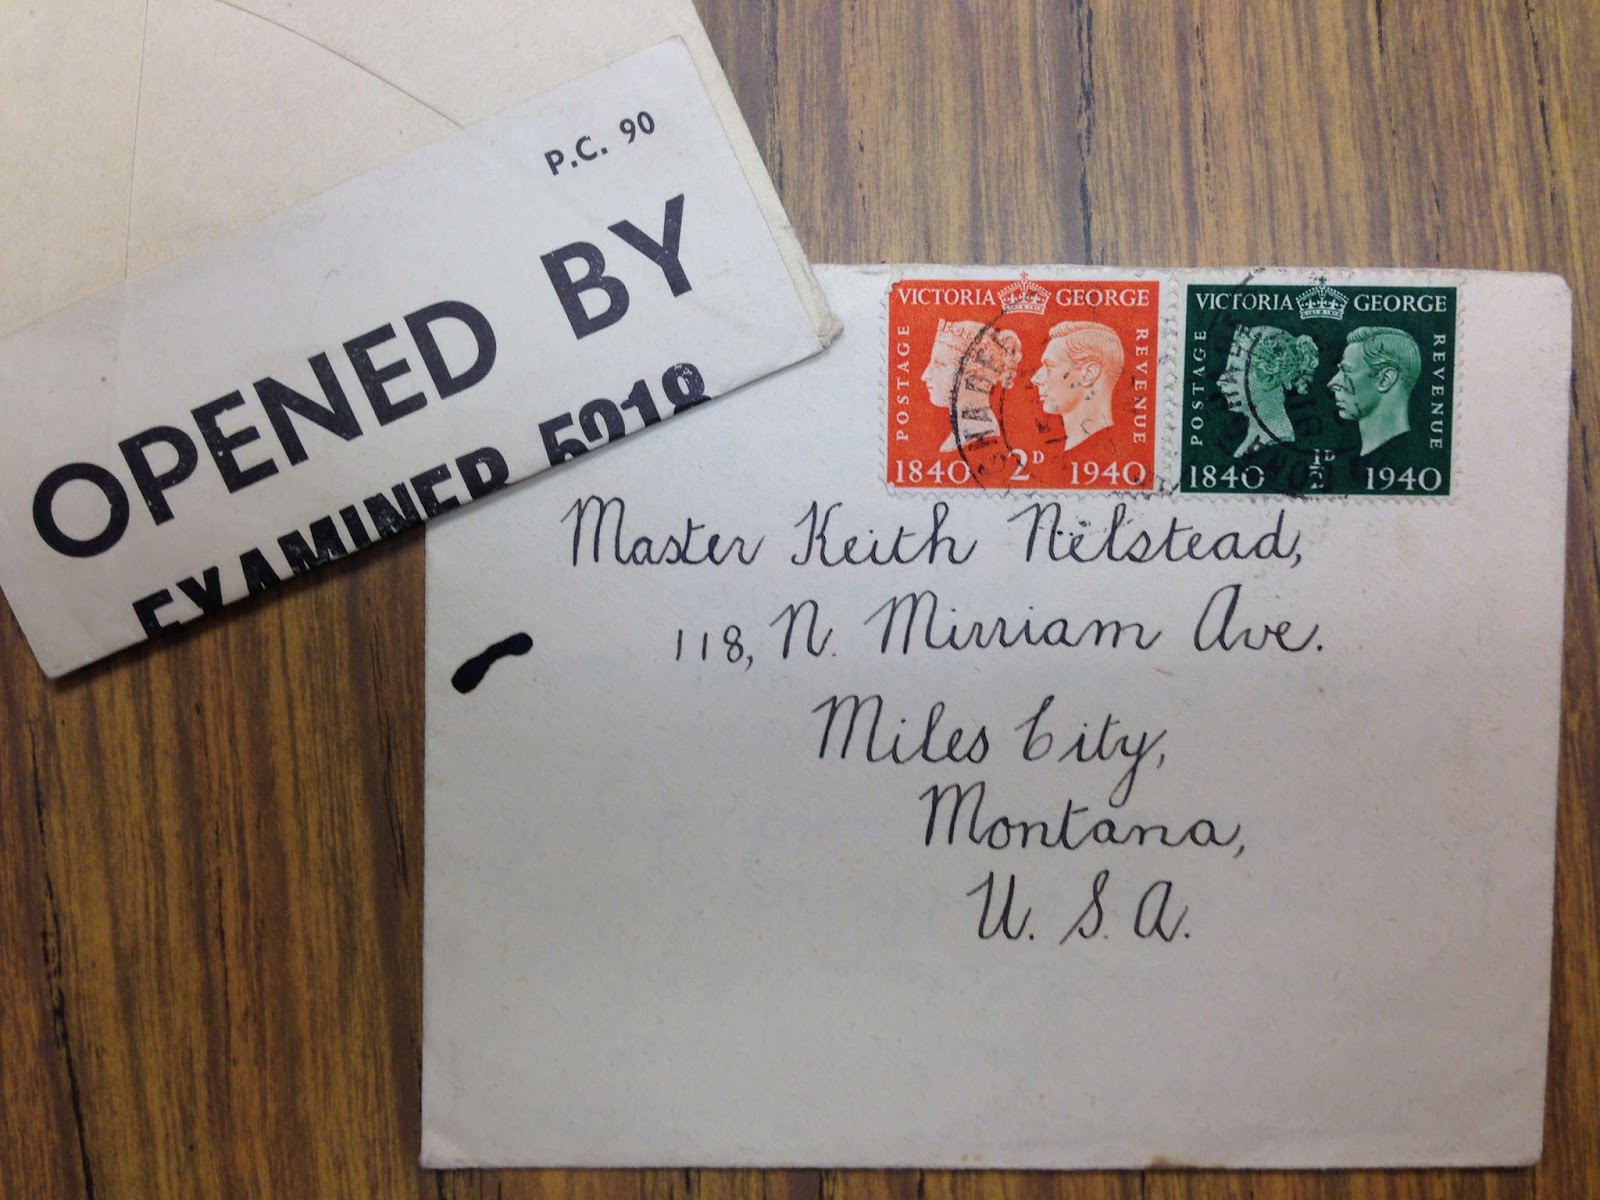 P.C. 90
OPENED BY
EXAMINER 5218
VICTORIA GEORGE
POSTAGE
REVENUE
1840 2D 1940
VICTORIA GEORGE
POSTAGE
REVENUE
1840 ½D 1940
Master Keith Nelstead,
118, N. Mirriam Ave.
Miles City,
Montana,
U. S. A.